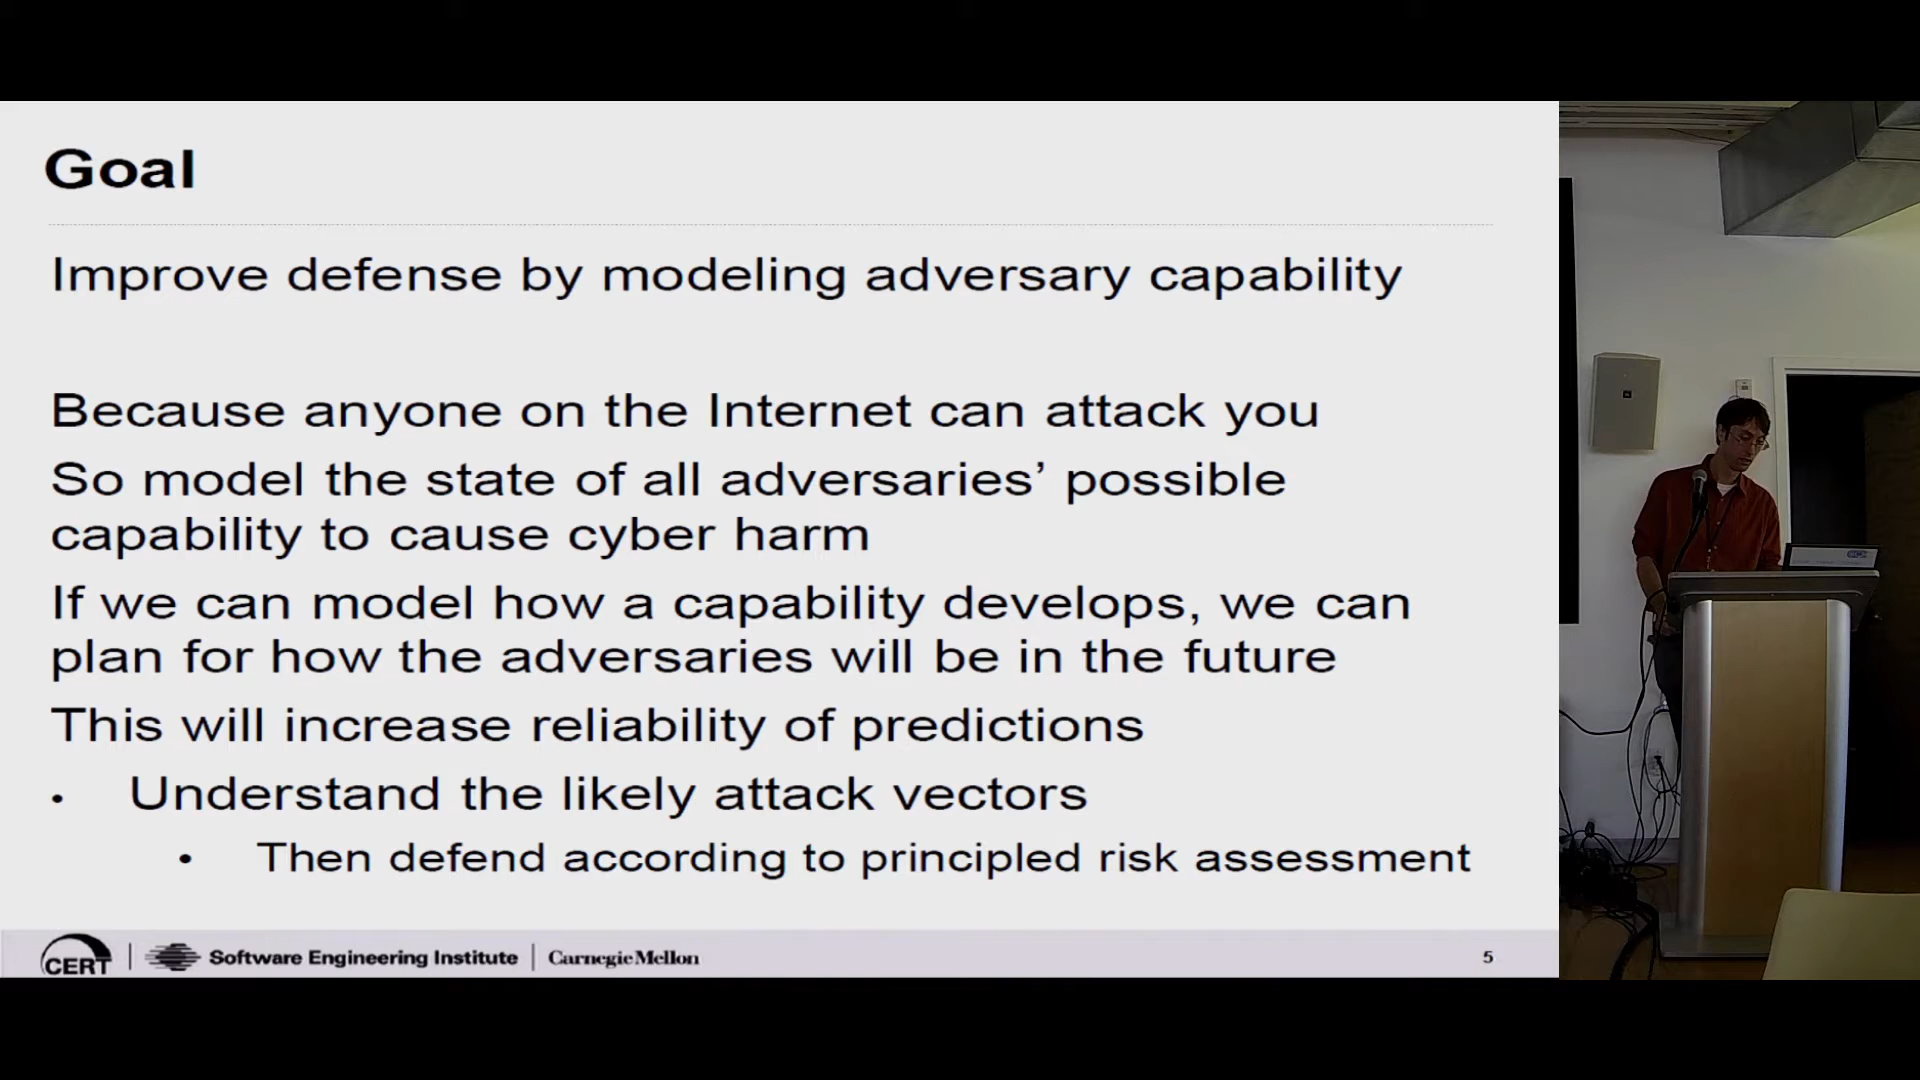 Goal
Improve defense by modeling adversary capability
Because anyone on the Internet can attack you
So model the state of all adversaries’ possible
capability to cause cyber harm
If we can model how a capability develops, we can
plan for how the adversaries will be in the future
This will increase reliability of predictions
• Understand the likely attack vectors
• Then defend according to principled risk assessment
CERT | Software Engineering Institute | Carnegie Mellon 5